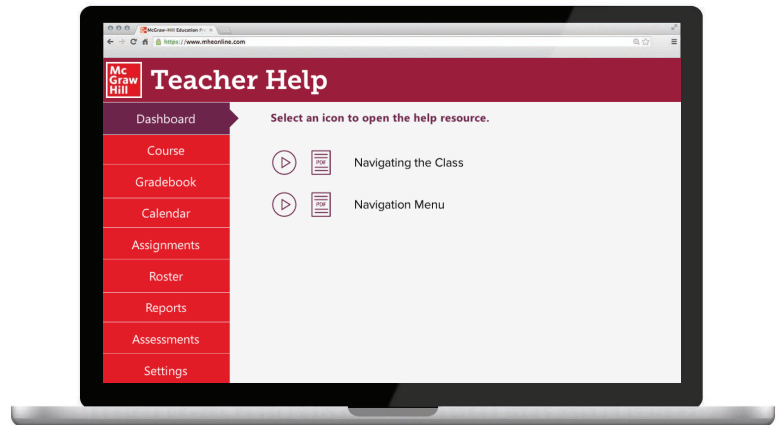 McGraw-Hill Education Pr
https://www.mheonline.com
Mc
Graw
Hill
Teacher Help
Dashboard
Course
Gradebook
Calendar
Assignments
Roster
Reports
Assessments
Settings
Select an icon to open the help resource.
PDF
Navigating the Class
PDF
Navigation Menu